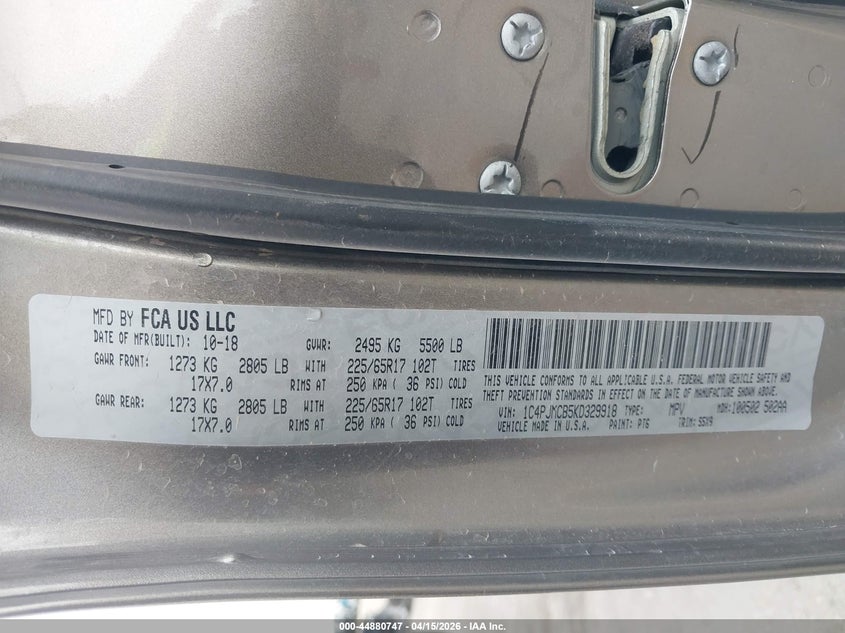 MFD BY FCA US LLC
DATE OF MFR(BUILT): 10-18 GVWR: 2495 KG 5500 LB
GAWR FRONT: 1273 KG 2805 LB WITH 225/65R17 102T TIRES
17X7.0 RIMS AT 250 KPA ( 36 PSI) COLD
GAWR REAR: 1273 KG 2805 LB WITH 225/65R17 102T TIRES
17X7.0 RIMS AT 250 KPA ( 36 PSI) COLD
THIS VEHICLE CONFORMS TO ALL APPLICABLE U.S.A. FEDERAL MOTOR VEHICLE SAFETY AND
THEFT PREVENTION STANDARDS IN EFFECT ON THE DATE OF MANUFACTURE SHOWN ABOVE.
VIN: 1C4PJMCB5KD329918 TYPE: MPV MDH: 100502 502AA
VEHICLE MADE IN U.S.A. PAINT: PTG TRIM: S5X9
000-44880747 - 04/15/2026 - IAA Inc.